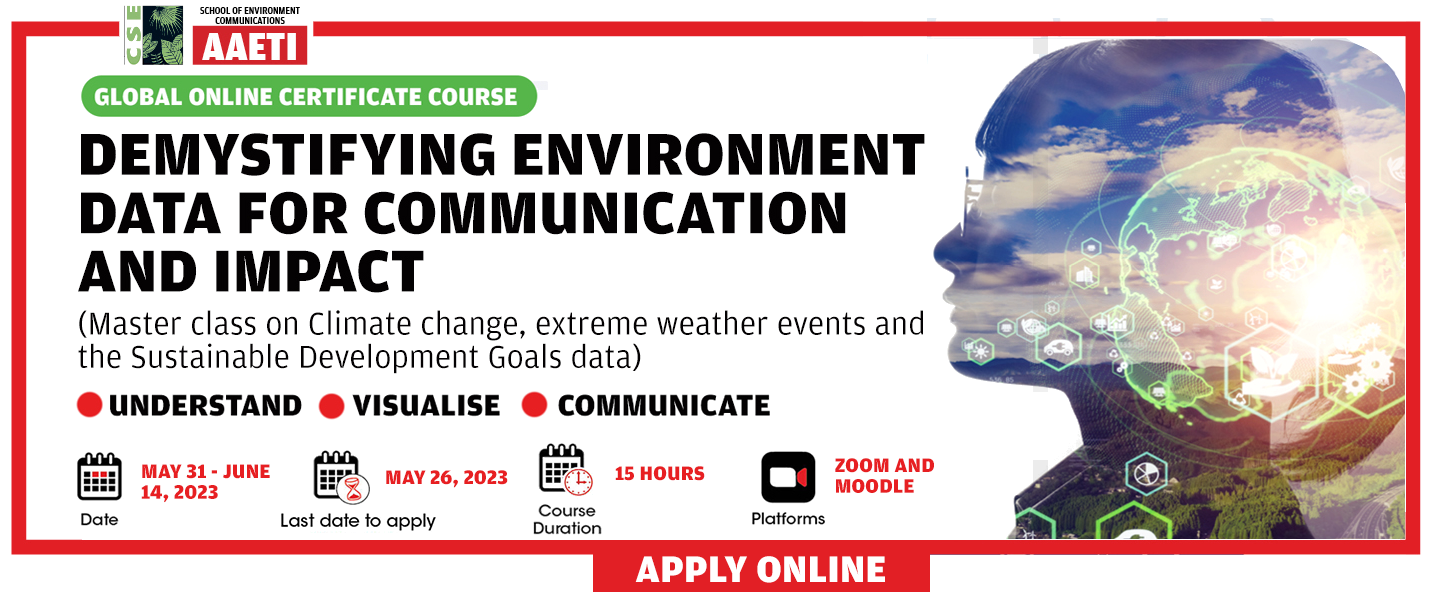 CSE
SCHOOL OF ENVIRONMENT
COMMUNICATIONS
AAETI
GLOBAL ONLINE CERTIFICATE COURSE
DEMYSTIFYING ENVIRONMENT
DATA FOR COMMUNICATION
AND IMPACT
(Master class on Climate change, extreme weather events and
the Sustainable Development Goals data)
UNDERSTAND VISUALISE COMMUNICATE
MAY 31 - JUNE
14, 2023
Date
MAY 26, 2023
Last date to apply
15 HOURS
Course
Duration
ZOOM AND
MOODLE
Platforms
APPLY ONLINE